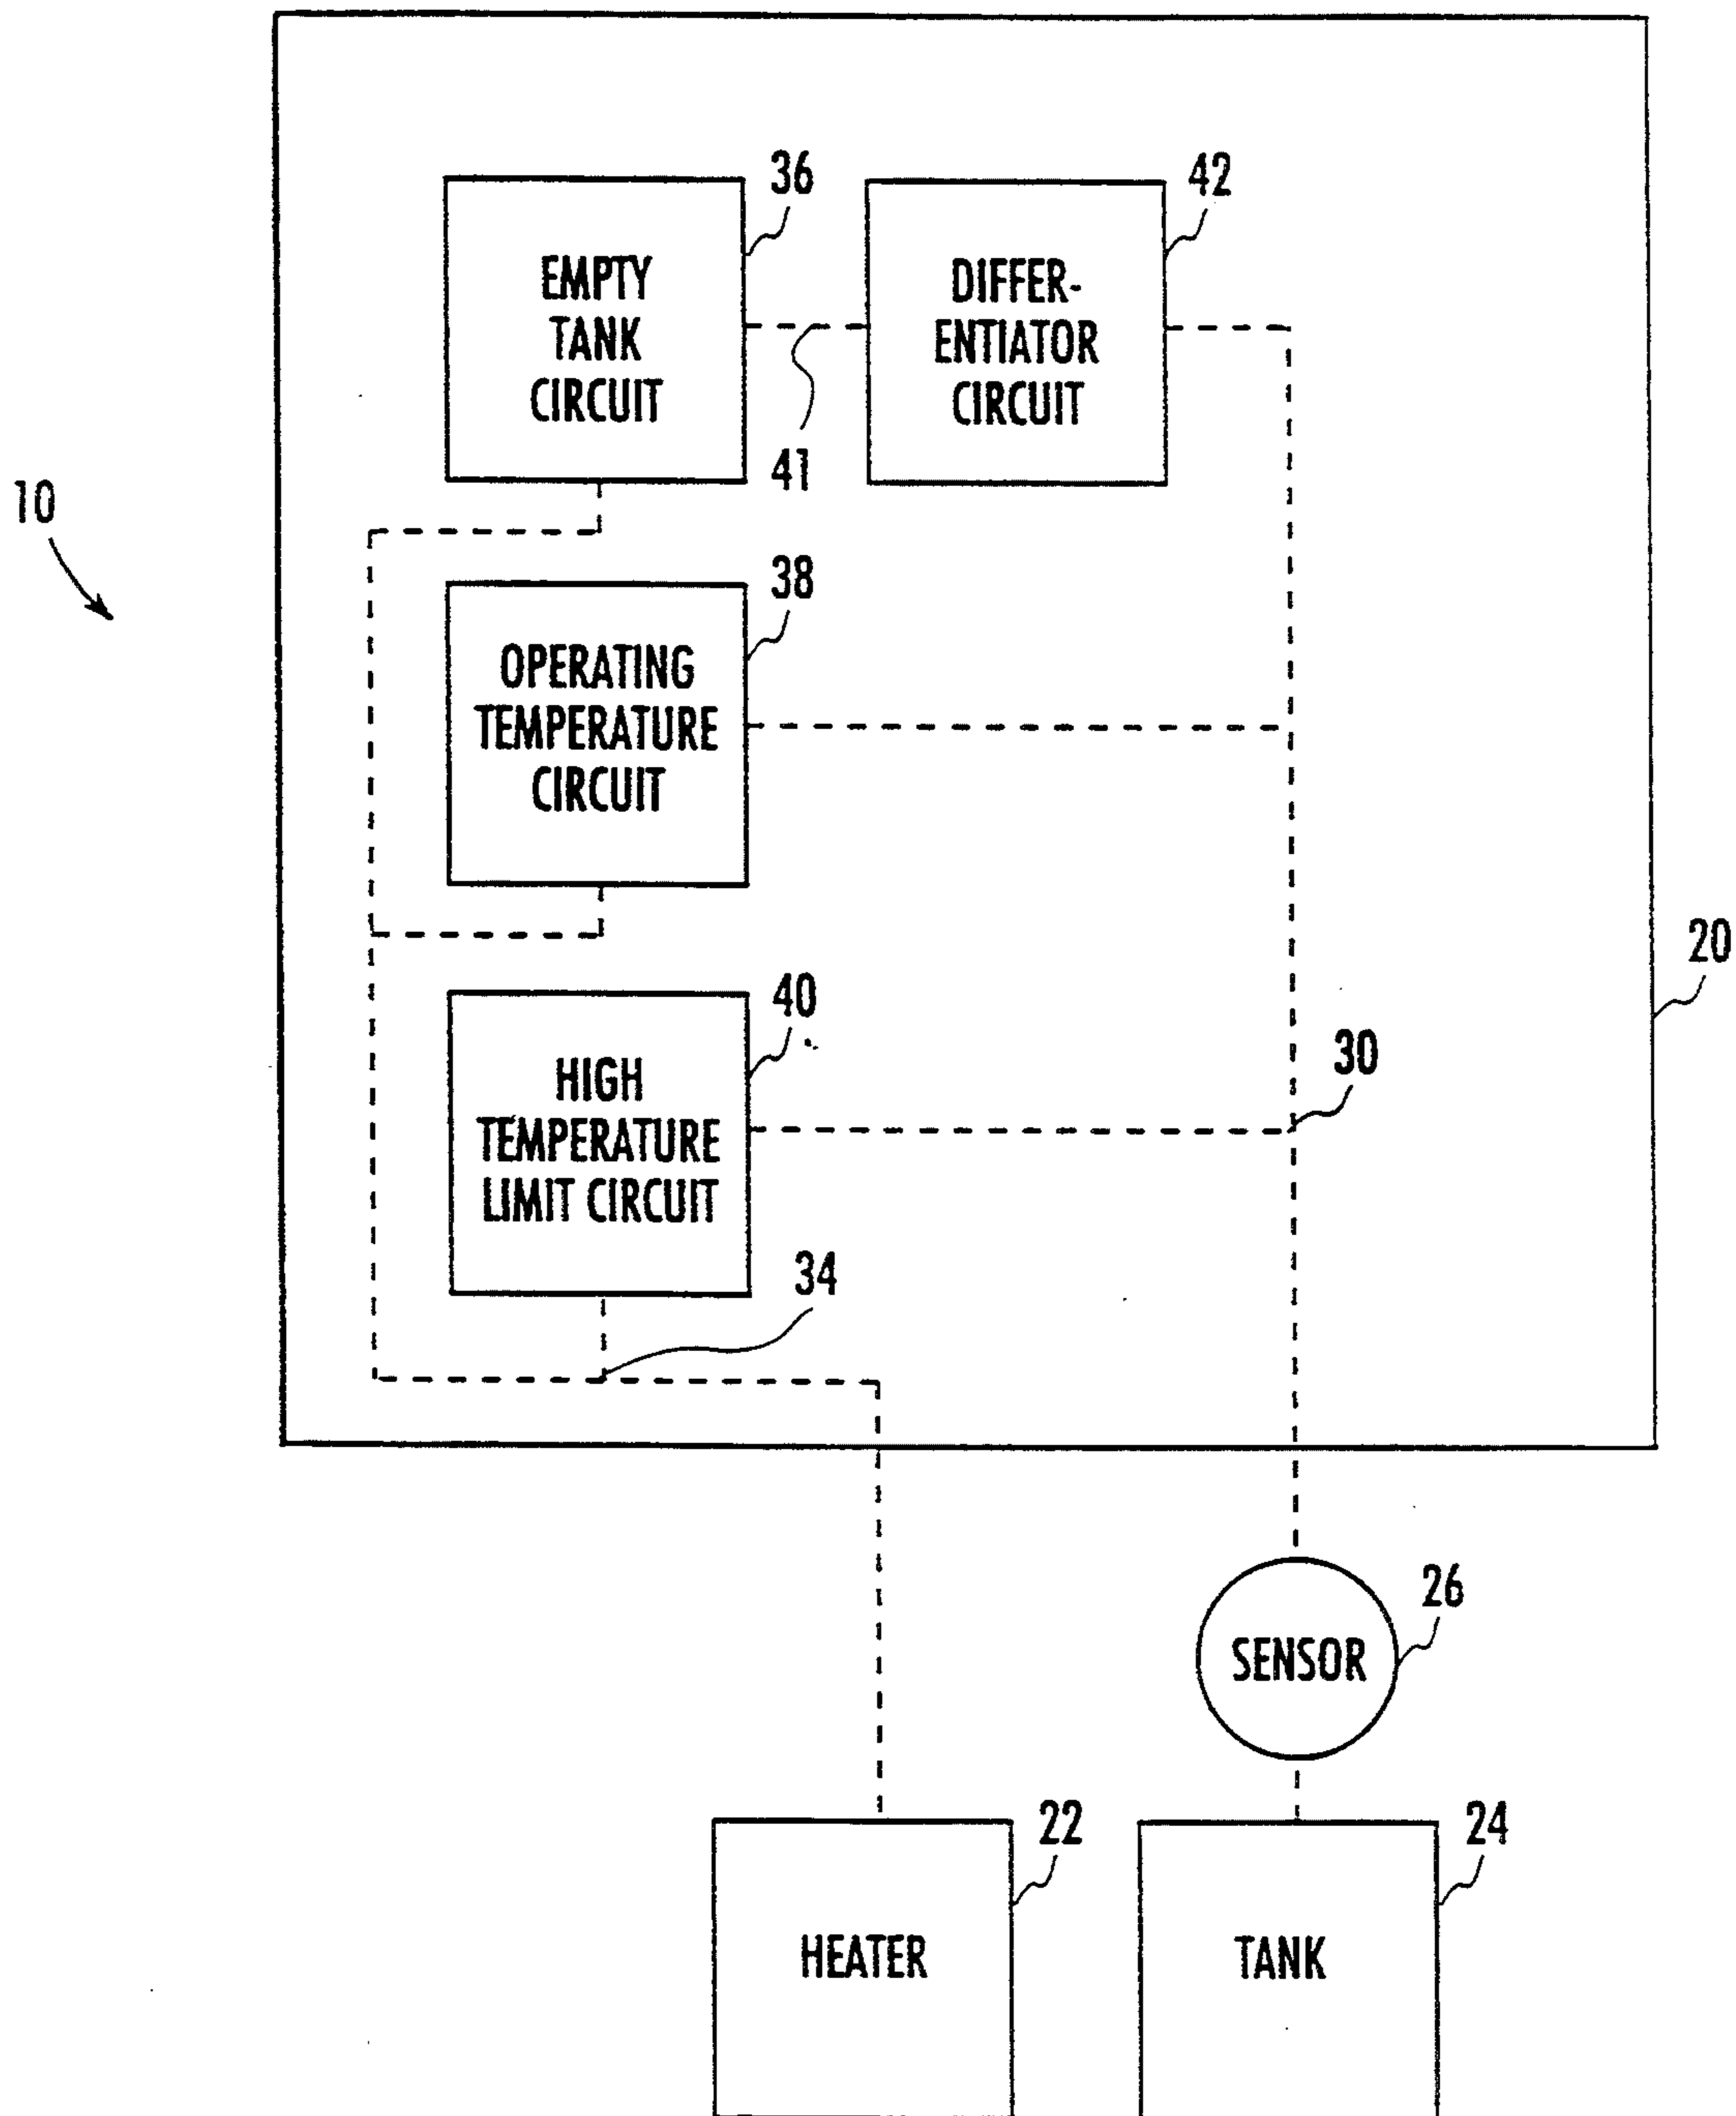 36
42
EMPTY
TANK
CIRCUIT
DIFFER-
ENTIATOR
CIRCUIT
41
10
38
OPERATING
TEMPERATURE
CIRCUIT
20
40
30
HIGH
TEMPERATURE
LIMIT CIRCUIT
34
26
SENSOR
22
24
HEATER
TANK